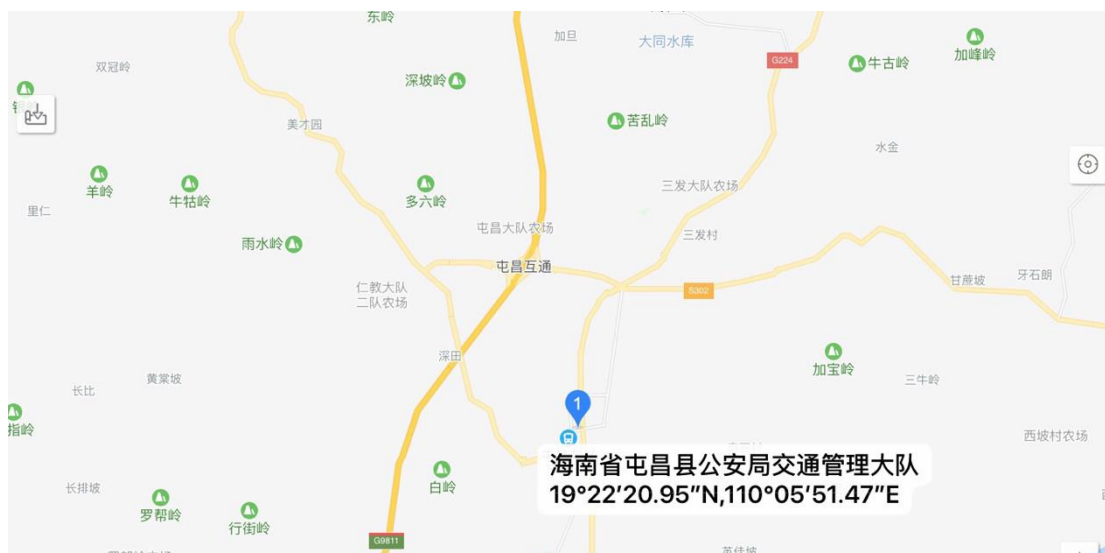 东岭
加旦
大同水库
加峰岭
G224
牛古岭
双冠岭
深坡岭
美才园
苦乱岭
水金
羊岭
牛牯岭
多六岭
三发大队农场
里仁
屯昌大队农场
三发村
雨水岭
屯昌互通
牙石朗
甘蔗坡
仁教大队
二队农场
S302
深田
加宝岭
黄棠坡
三牛岭
长比
1
指岭
西坡村农场
海南省屯昌县公安局交通管理大队
19°22′20.95″N,110°05′51.47″E
白岭
长排坡
罗帮岭
行街岭
G9811